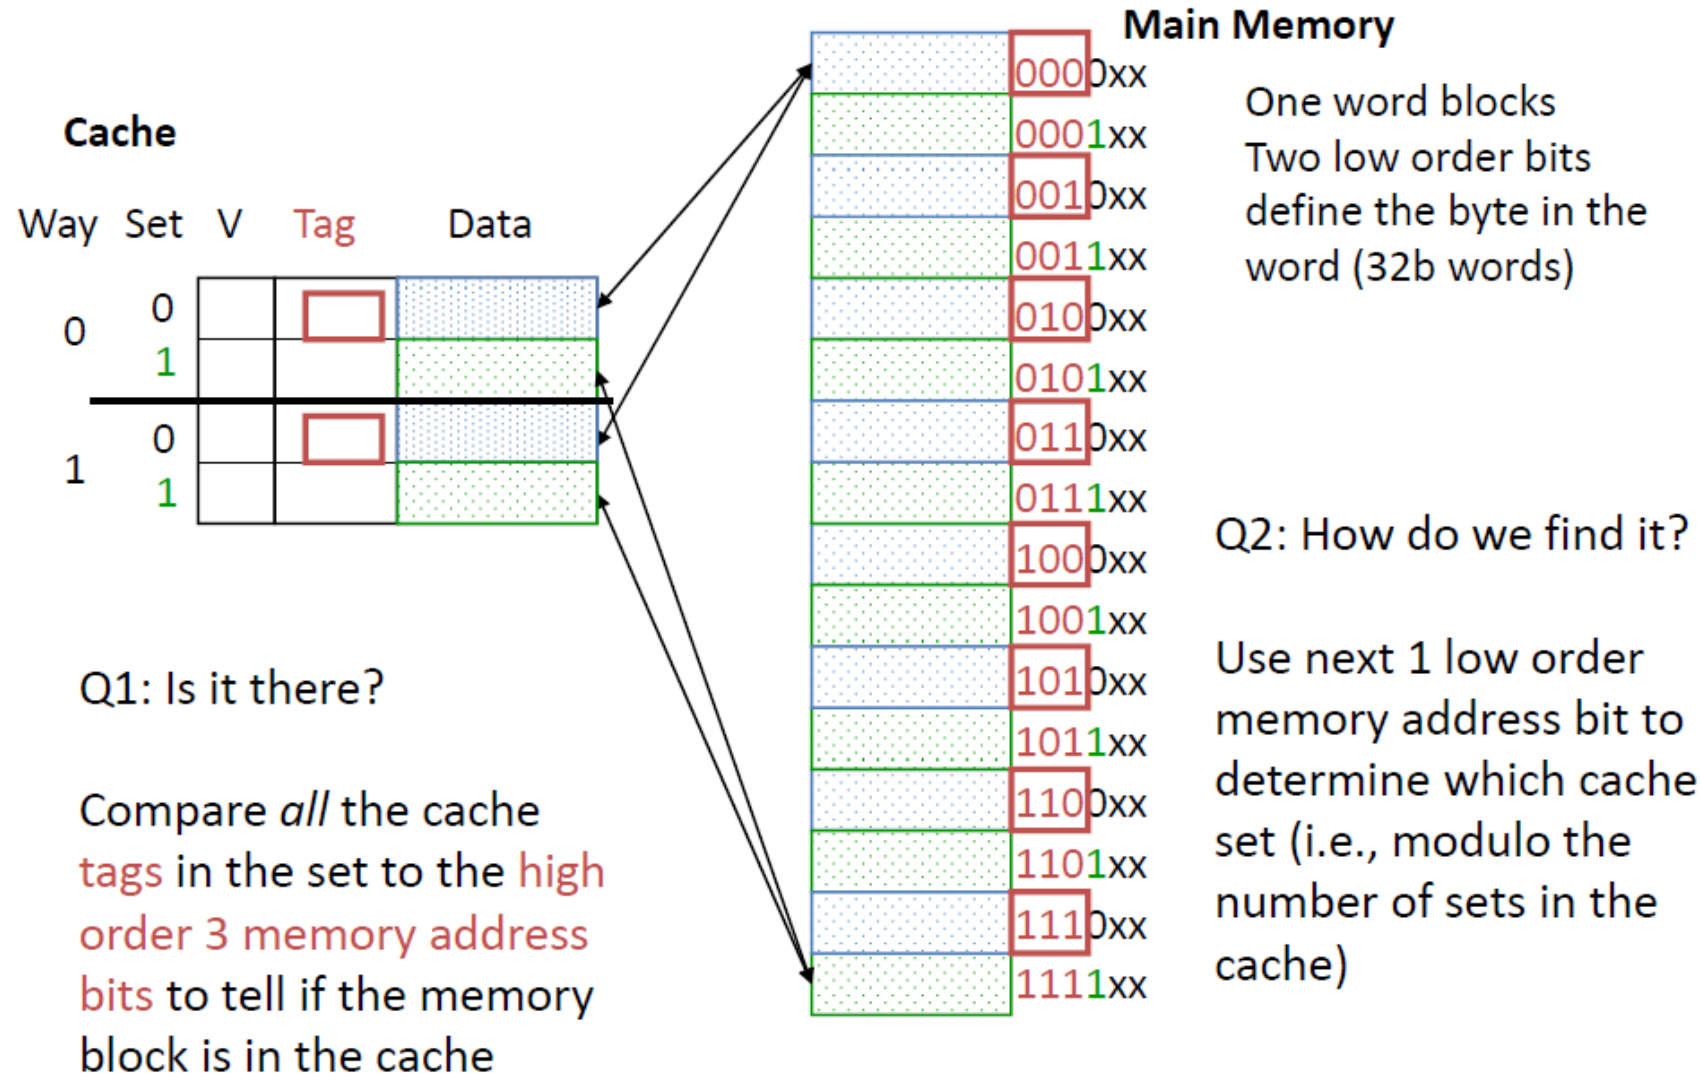 Main Memory
Cache
Way Set V Tag Data
0
0
1
1
0
1
0000xx
0001xx
0010xx
0011xx
0100xx
0101xx
0110xx
0111xx
1000xx
1001xx
1010xx
1011xx
1100xx
1101xx
1110xx
1111xx
One word blocks
Two low order bits
define the byte in the
word (32b words)
Q1: Is it there?
Compare all the cache
tags in the set to the high
order 3 memory address
bits to tell if the memory
block is in the cache
Q2: How do we find it?
Use next 1 low order
memory address bit to
determine which cache
set (i.e., modulo the
number of sets in the
cache)